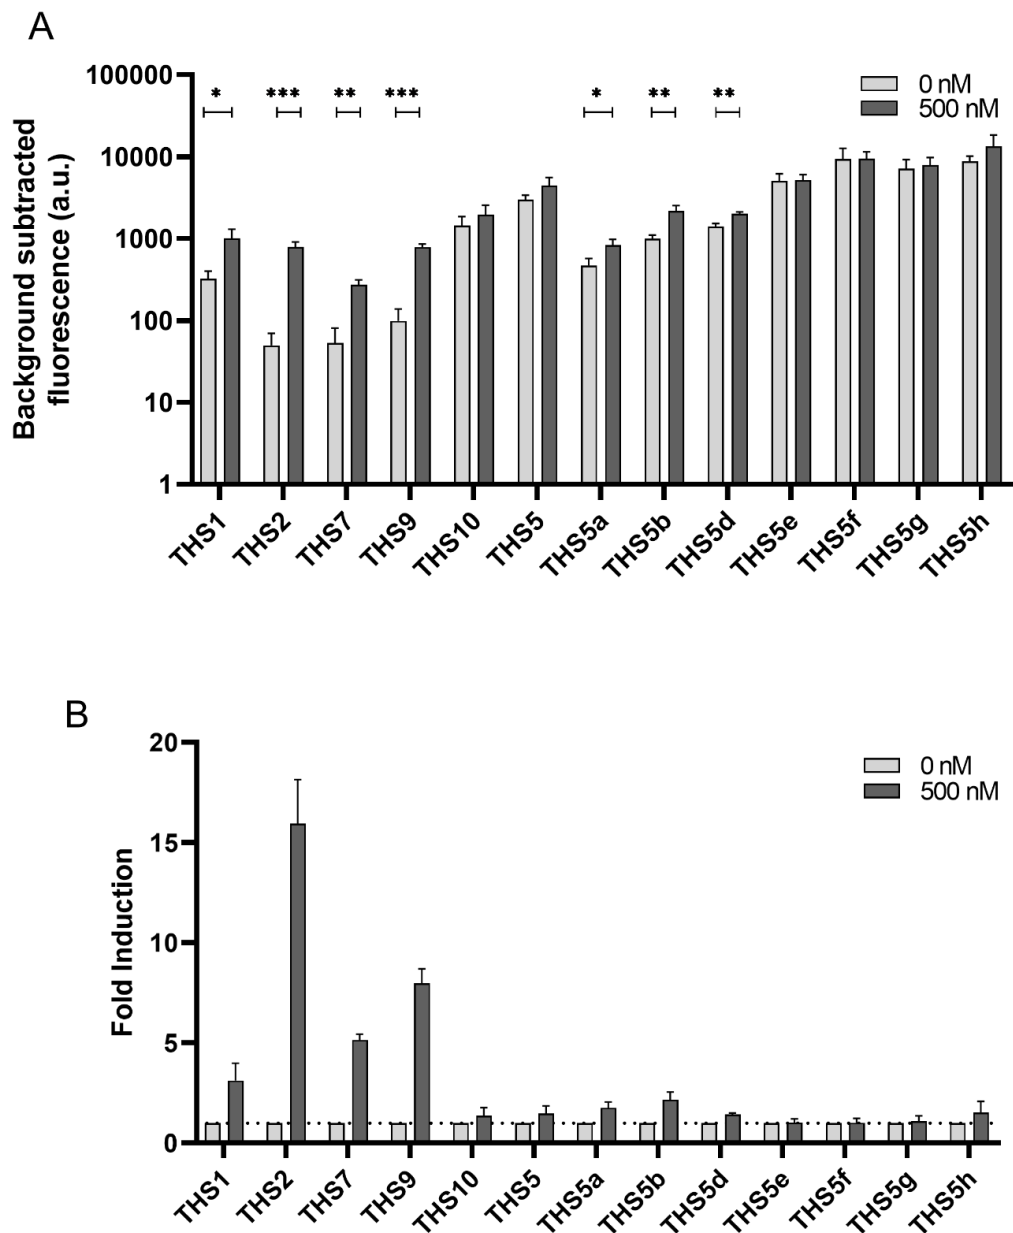 A
Background subtracted
fluorescence (a.u.)
100000
10000
1000
100
10
1
* *** ** *** * ** **
0 nM
500 nM
THS1 THS2 THS7 THS9 THS10 THS5 THS5a THS5b THS5d THS5e THS5f THS5g THS5h
B
Fold Induction
20
15
10
5
0
0 nM
500 nM
THS1 THS2 THS7 THS9 THS10 THS5 THS5a THS5b THS5d THS5e THS5f THS5g THS5h